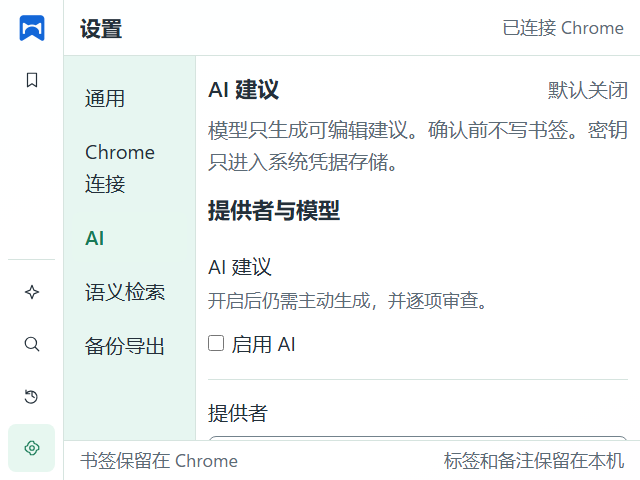 设置
已连接 Chrome
通用
Chrome
连接
AI
语义检索
备份导出
AI 建议
默认关闭
模型只生成可编辑建议。确认前不写书签。密钥
只进入系统凭据存储。
提供者与模型
AI 建议
开启后仍需主动生成，并逐项审查。
启用 AI
提供者
书签保留在 Chrome
标签和备注保留在本机